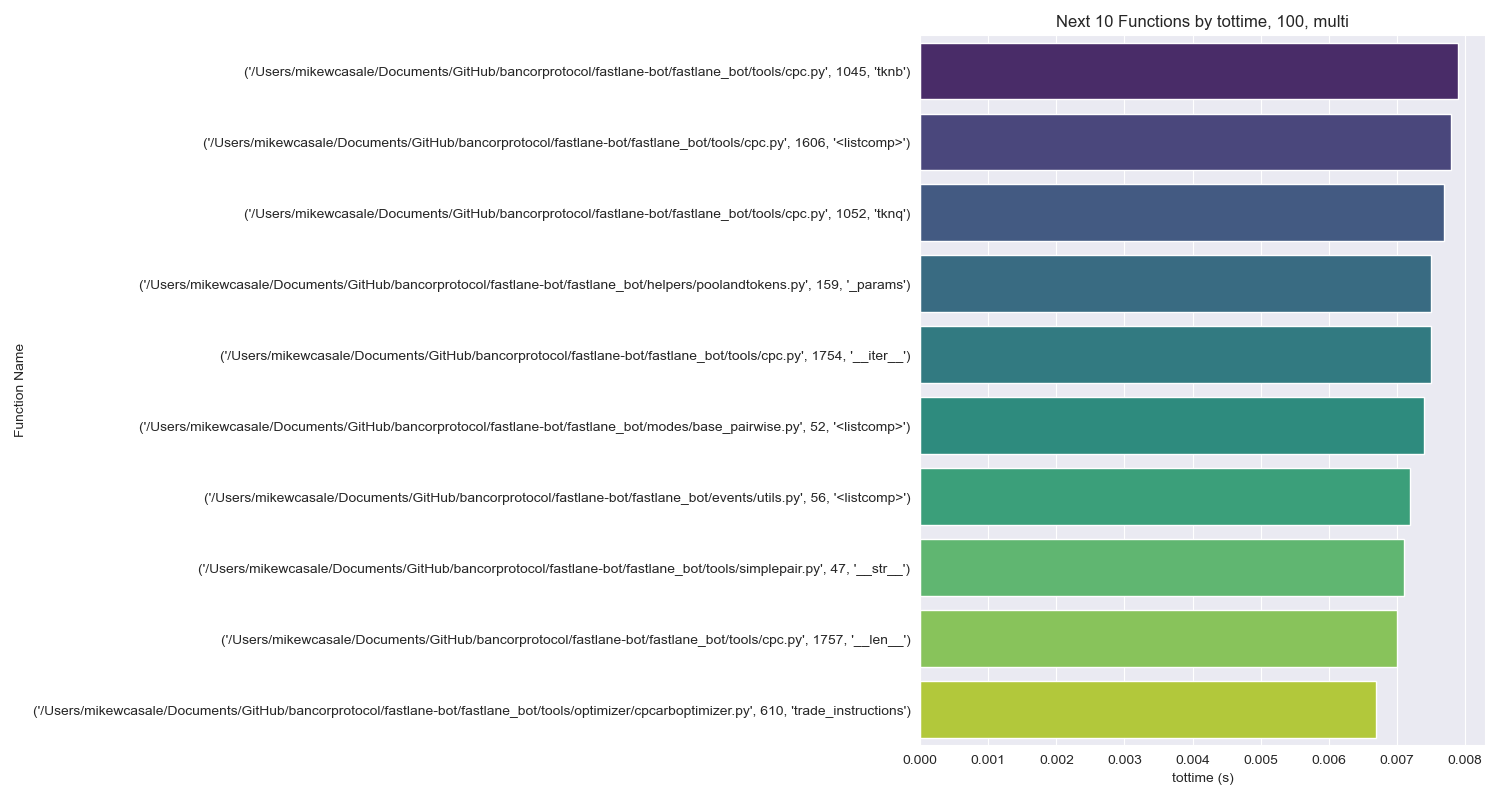 Next 10 Functions by tottime, 100, multi
('/Users/mikewcasale/Documents/GitHub/bancorprotocol/fastlane-bot/fastlane_bot/tools/cpc.py', 1045, 'tknb')
('/Users/mikewcasale/Documents/GitHub/bancorprotocol/fastlane-bot/fastlane_bot/tools/cpc.py', 1606, '<listcomp>')
('/Users/mikewcasale/Documents/GitHub/bancorprotocol/fastlane-bot/fastlane_bot/tools/cpc.py', 1052, 'tknq')
('/Users/mikewcasale/Documents/GitHub/bancorprotocol/fastlane-bot/fastlane_bot/helpers/poolandtokens.py', 159, '_params')
('/Users/mikewcasale/Documents/GitHub/bancorprotocol/fastlane-bot/fastlane_bot/tools/cpc.py', 1754, '__iter__')
('/Users/mikewcasale/Documents/GitHub/bancorprotocol/fastlane-bot/fastlane_bot/modes/base_pairwise.py', 52, '<listcomp>')
('/Users/mikewcasale/Documents/GitHub/bancorprotocol/fastlane-bot/fastlane_bot/events/utils.py', 56, '<listcomp>')
('/Users/mikewcasale/Documents/GitHub/bancorprotocol/fastlane-bot/fastlane_bot/tools/simplepair.py', 47, '__str__')
('/Users/mikewcasale/Documents/GitHub/bancorprotocol/fastlane-bot/fastlane_bot/tools/cpc.py', 1757, '__len__')
('/Users/mikewcasale/Documents/GitHub/bancorprotocol/fastlane-bot/fastlane_bot/tools/optimizer/cpcarboptimizer.py', 610, 'trade_instructions')
Function Name
0.000 0.001 0.002 0.003 0.004 0.005 0.006 0.007 0.008
tottime (s)